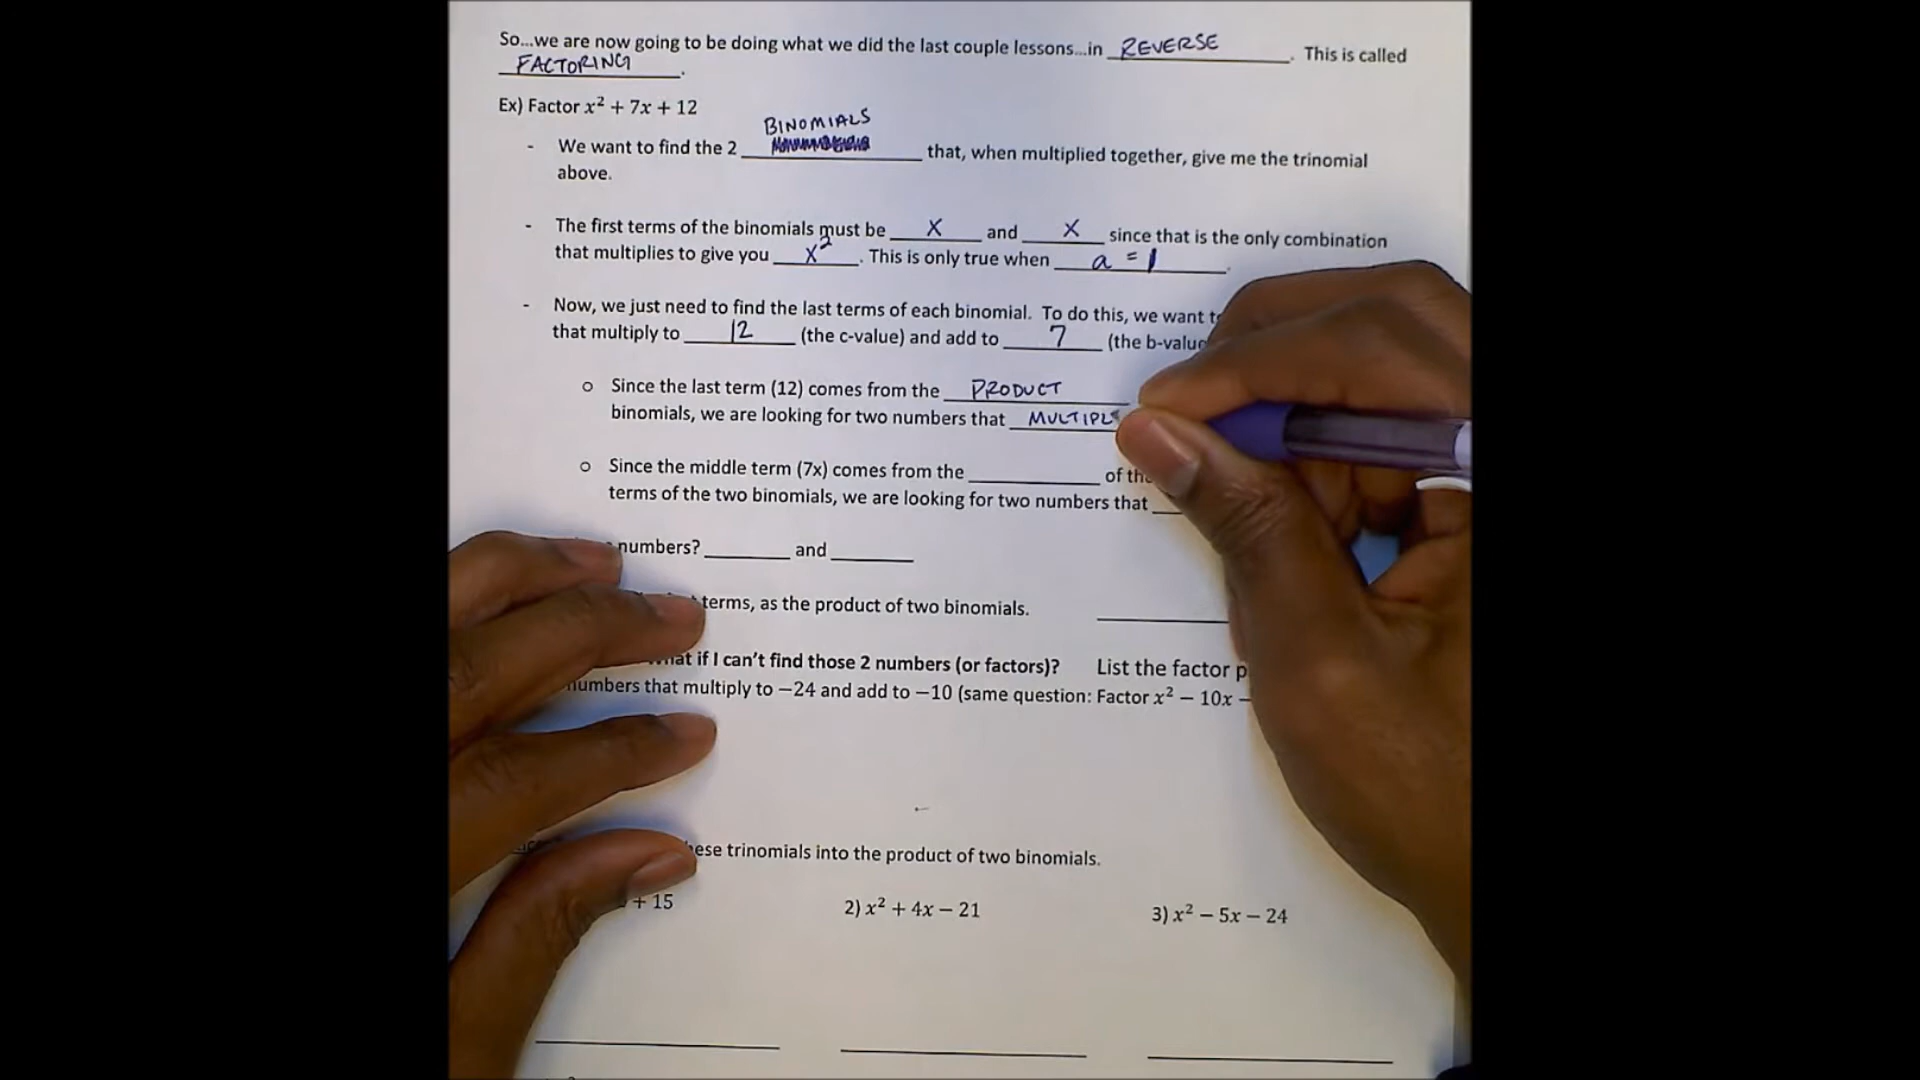 So...we are now going to be doing what we did the last couple lessons...in REVERSE. This is called
FACTORING.
Ex) Factor x² + 7x + 12
BINOMIALS
- We want to find the 2 that, when multiplied together, give me the trinomial
above.
- The first terms of the binomials must be X and X since that is the only combination
that multiplies to give you X². This is only true when a = 1.
- Now, we just need to find the last terms of each binomial. To do this, we want
that multiply to 12 (the c-value) and add to 7 (the b-value
o Since the last term (12) comes from the PRODUCT
binomials, we are looking for two numbers that MULTIPL
o Since the middle term (7x) comes from the ____ of
terms of the two binomials, we are looking for two numbers that ____
numbers? ____ and ____
terms, as the product of two binomials. ____
if I can't find those 2 numbers (or factors)? List the factor
numbers that multiply to −24 and add to −10 (same question: Factor x² − 10x −
these trinomials into the product of two binomials.
+ 15 2) x² + 4x − 21 3) x² − 5x − 24